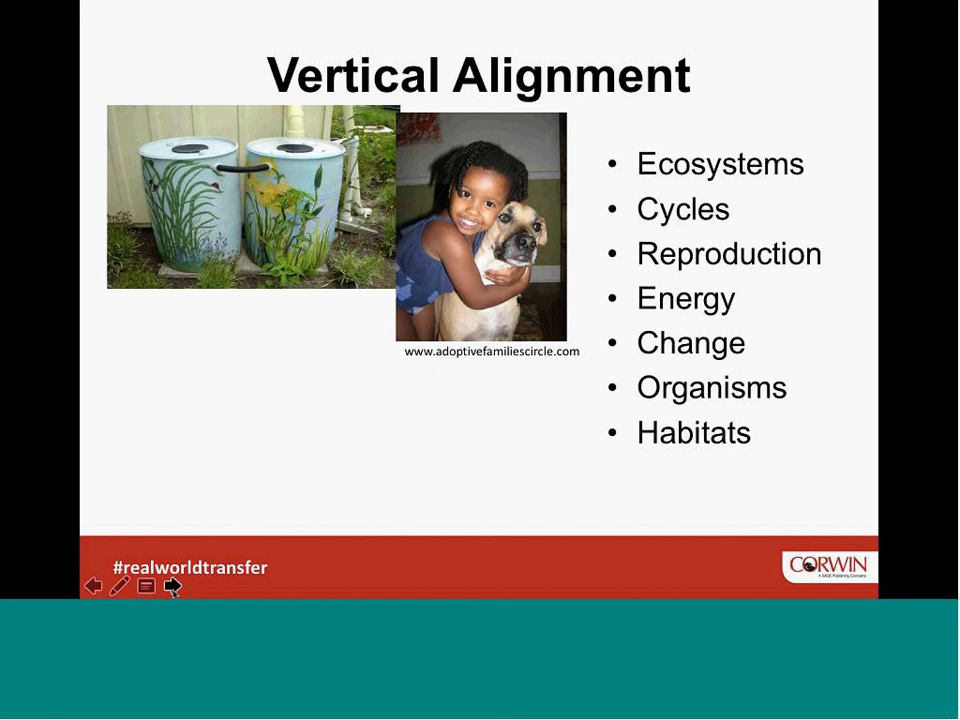 Vertical Alignment
• Ecosystems
• Cycles
• Reproduction
• Energy
• Change
• Organisms
• Habitats
www.adoptivefamiliescircle.com
#realworldtransfer
CORWIN
A SAGE Publishing Company